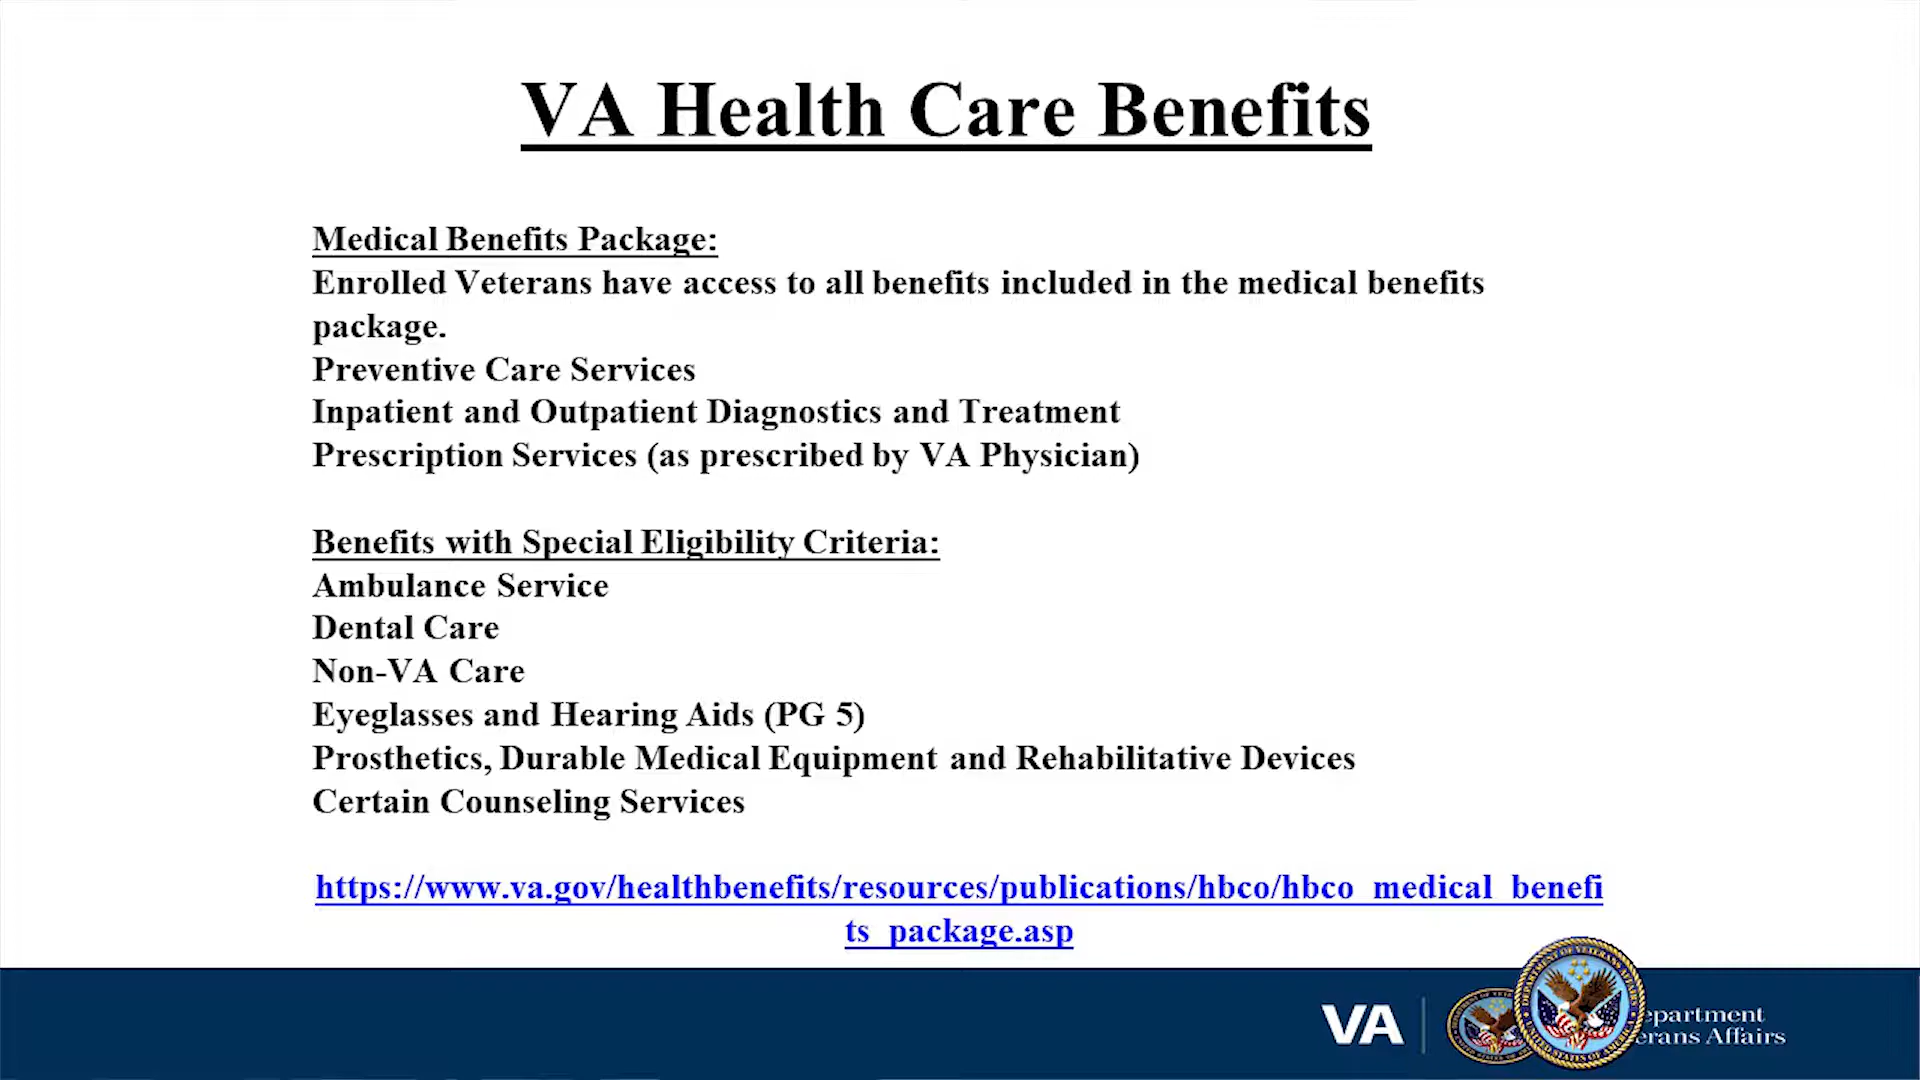 VA Health Care Benefits
Medical Benefits Package:
Enrolled Veterans have access to all benefits included in the medical benefits
package.
Preventive Care Services
Inpatient and Outpatient Diagnostics and Treatment
Prescription Services (as prescribed by VA Physician)
Benefits with Special Eligibility Criteria:
Ambulance Service
Dental Care
Non-VA Care
Eyeglasses and Hearing Aids (PG 5)
Prosthetics, Durable Medical Equipment and Rehabilitative Devices
Certain Counseling Services
https://www.va.gov/healthbenefits/resources/publications/hbco/hbco_medical_benefi
ts_package.asp
VA
epartment
erans Affairs